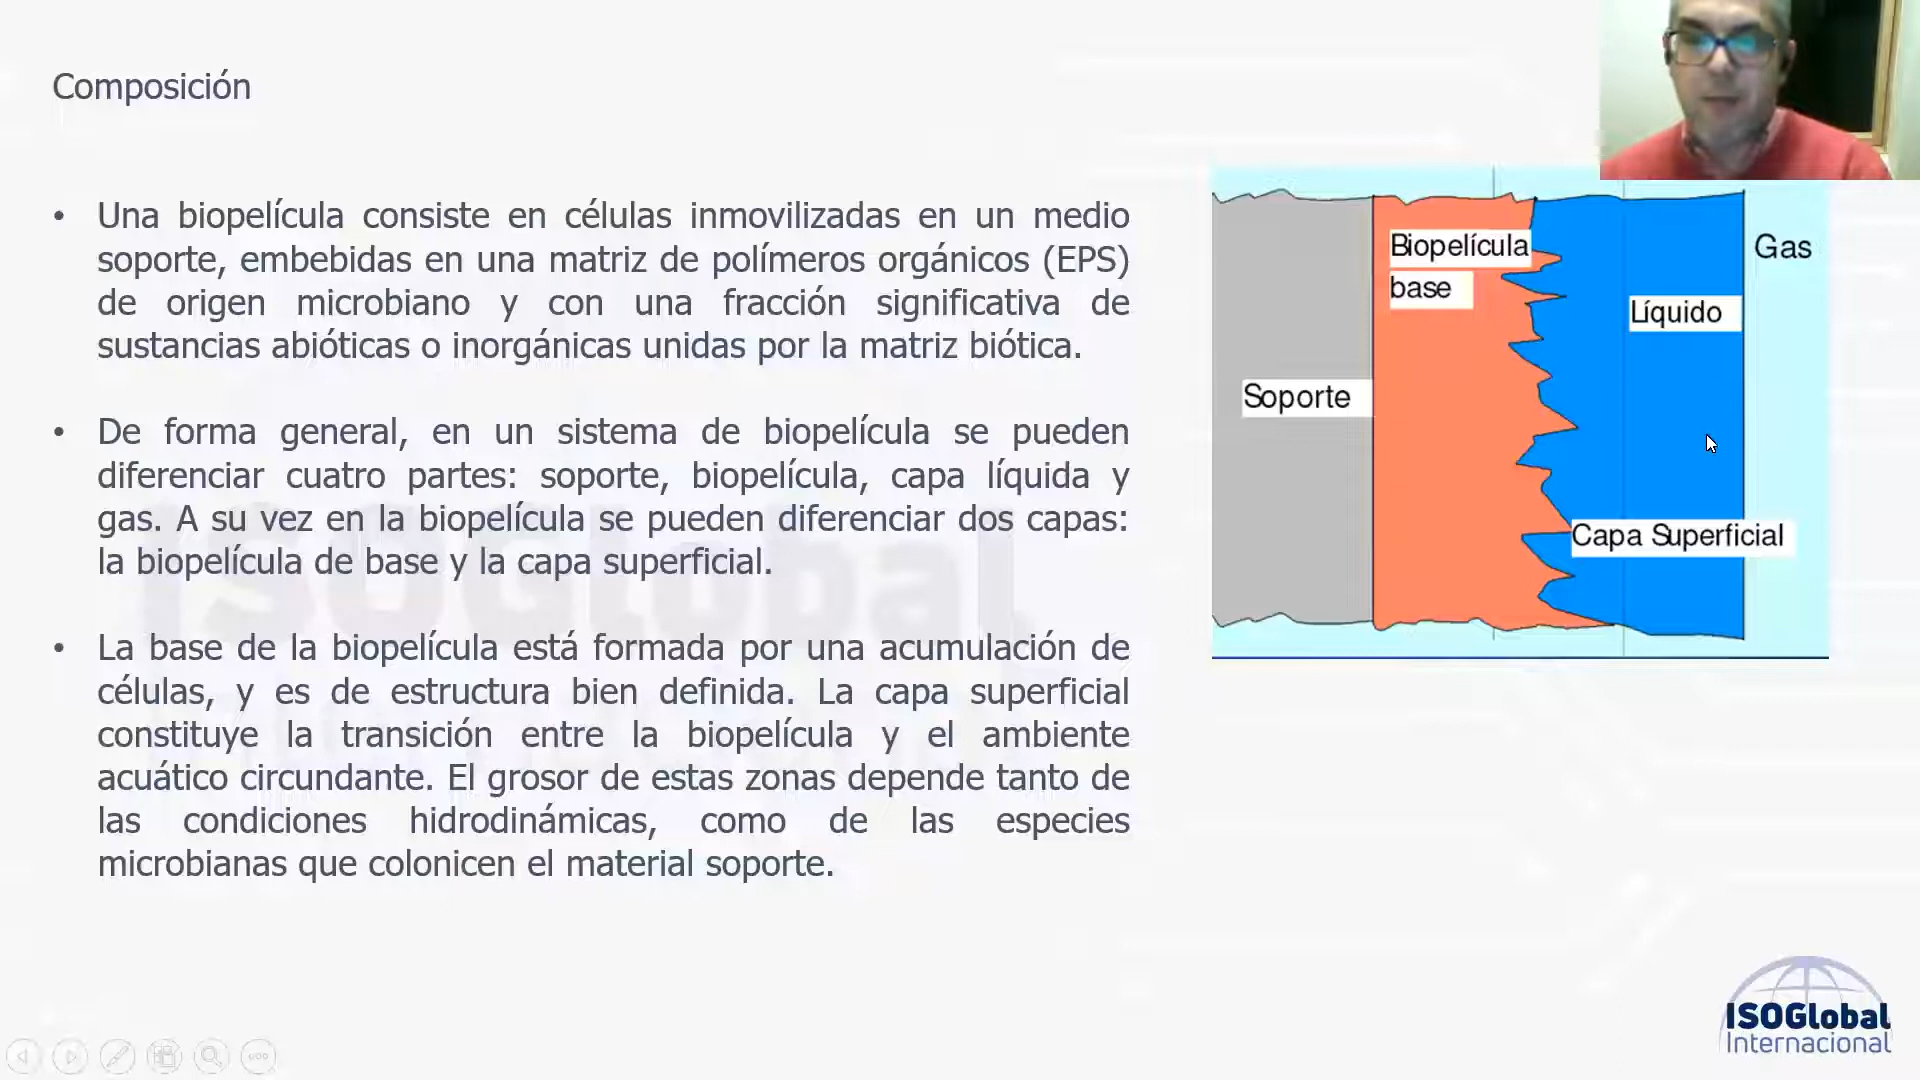 Composición
• Una biopelícula consiste en células inmovilizadas en un medio
soporte, embebidas en una matriz de polímeros orgánicos (EPS)
de origen microbiano y con una fracción significativa de
sustancias abióticas o inorgánicas unidas por la matriz biótica.
• De forma general, en un sistema de biopelícula se pueden
diferenciar cuatro partes: soporte, biopelícula, capa líquida y
gas. A su vez en la biopelícula se pueden diferenciar dos capas:
la biopelícula de base y la capa superficial.
• La base de la biopelícula está formada por una acumulación de
células, y es de estructura bien definida. La capa superficial
constituye la transición entre la biopelícula y el ambiente
acuático circundante. El grosor de estas zonas depende tanto de
las condiciones hidrodinámicas, como de las especies
microbianas que colonicen el material soporte.
Biopelícula
base
Gas
Líquido
Soporte
Capa Superficial
ISOGlobal
Internacional